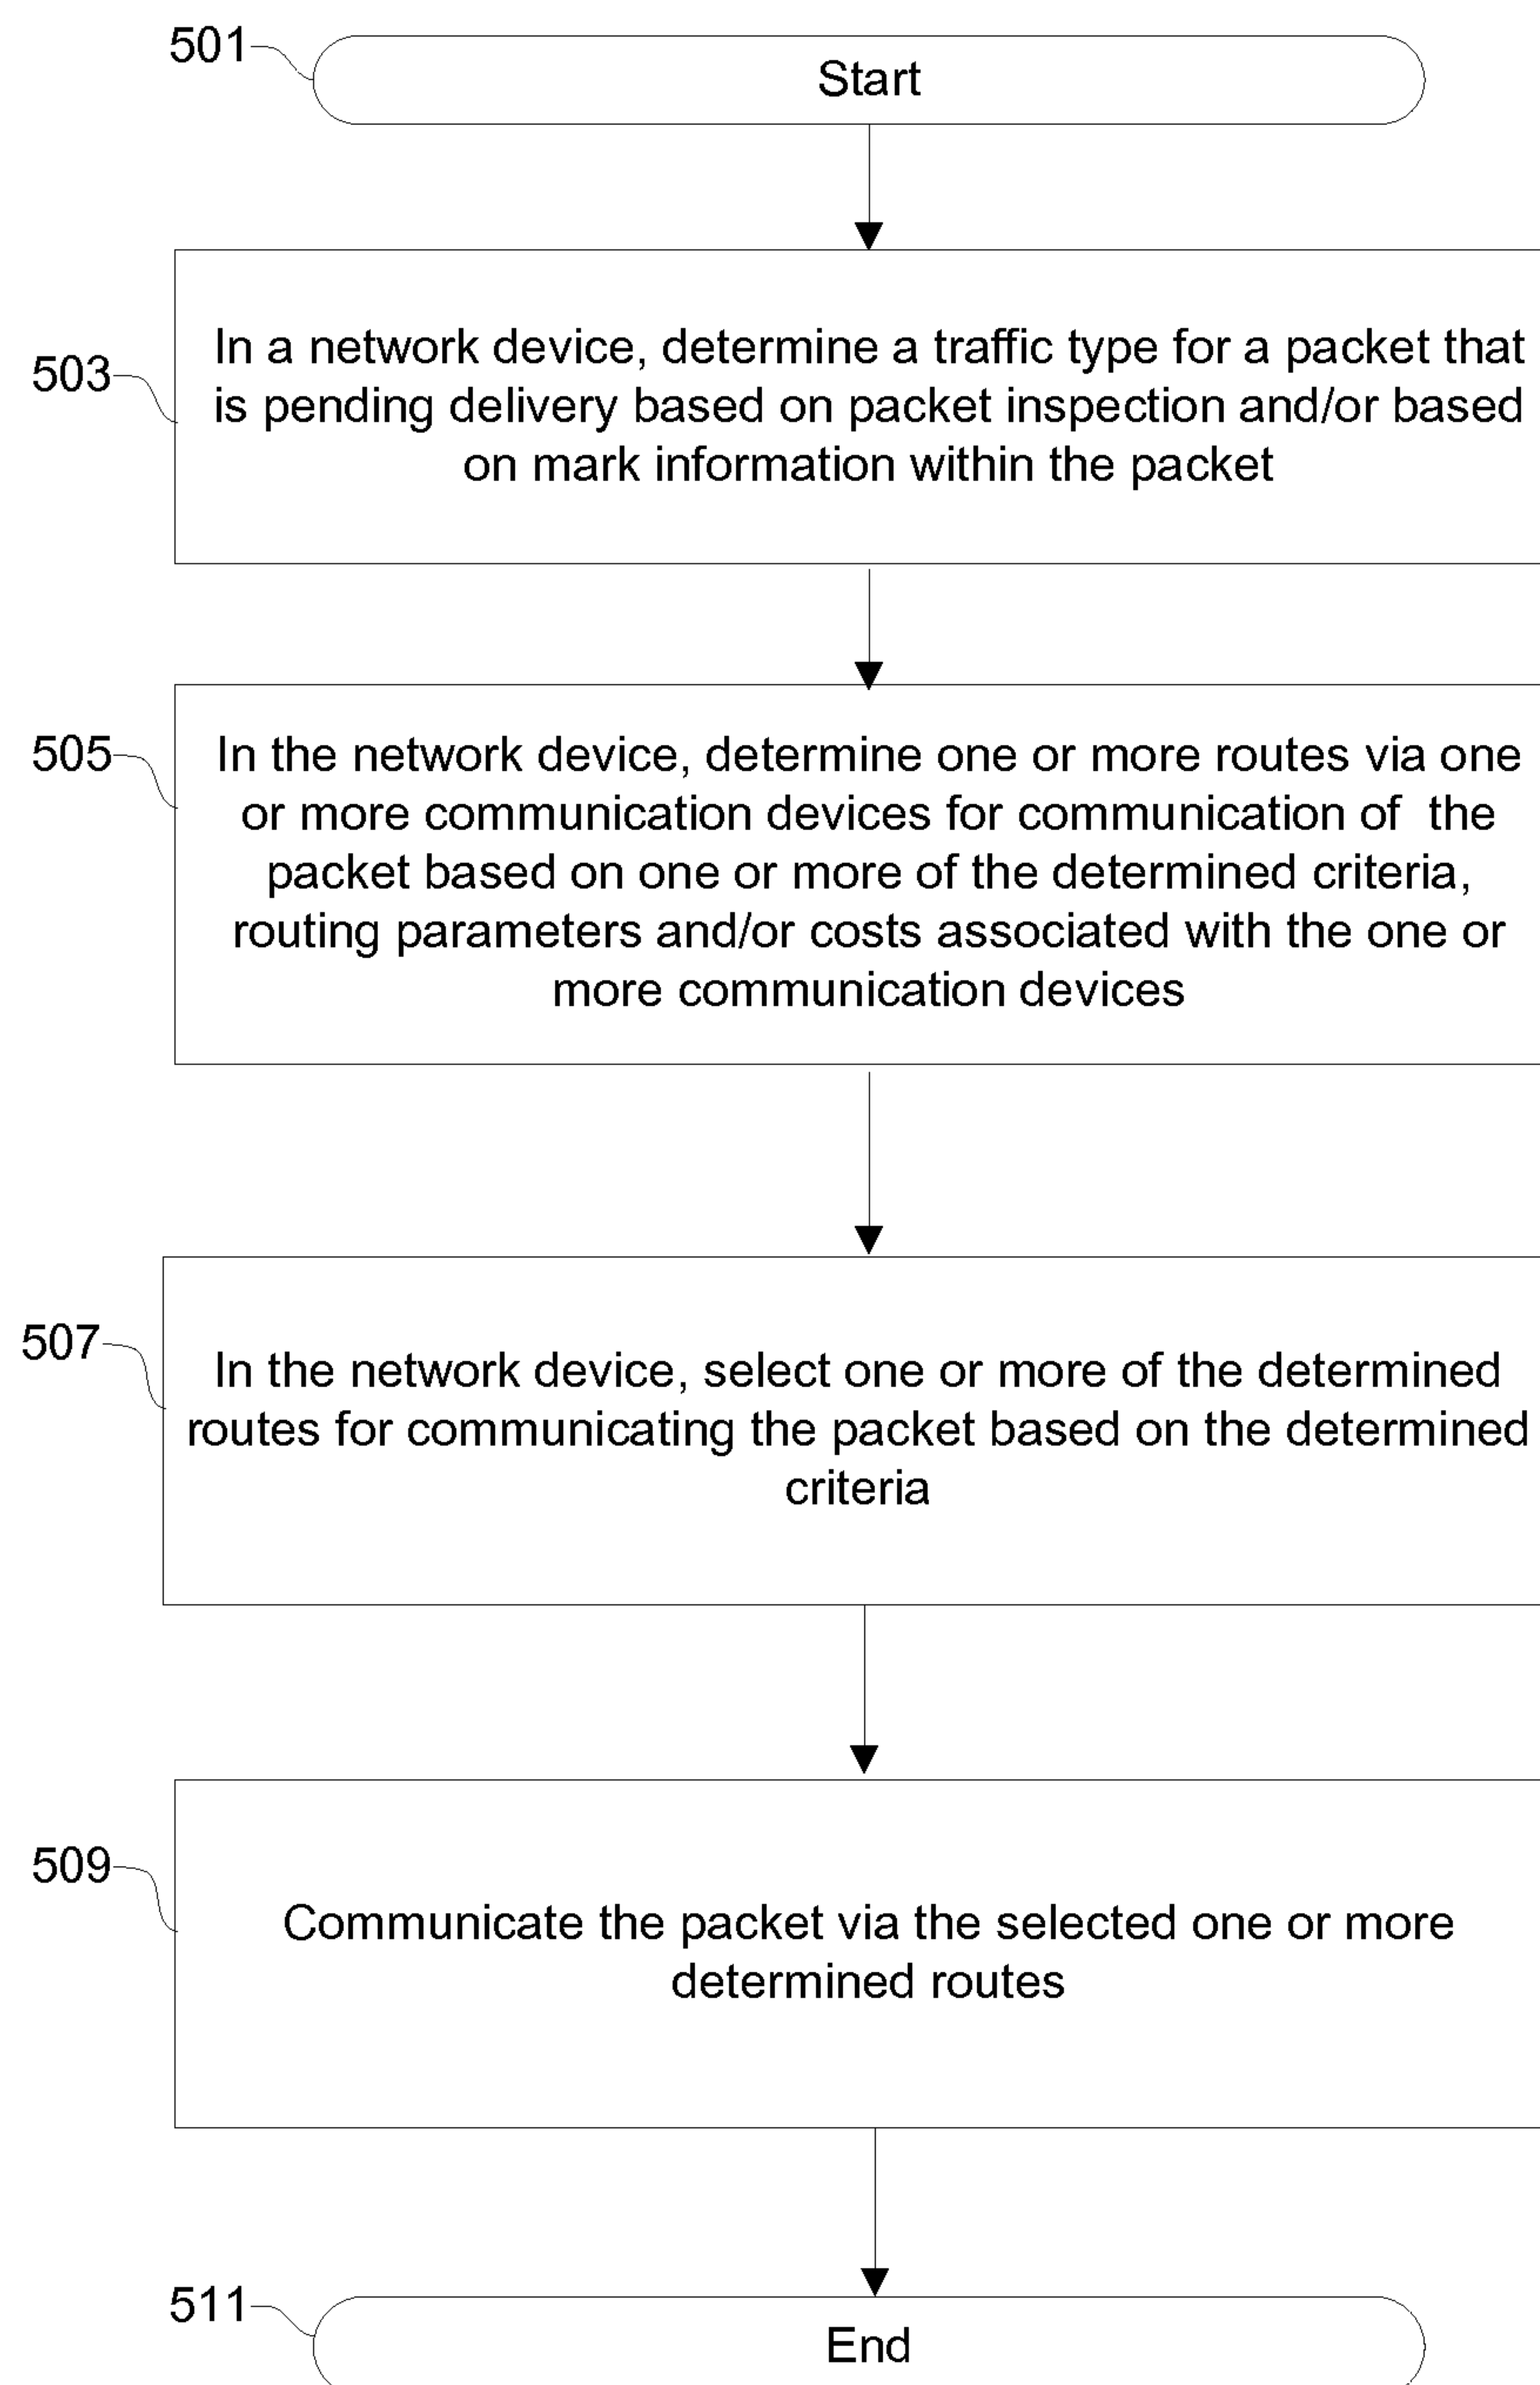 501
Start
503
In a network device, determine a traffic type for a packet that
is pending delivery based on packet inspection and/or based
on mark information within the packet
505
In the network device, determine one or more routes via one
or more communication devices for communication of  the
packet based on one or more of the determined criteria,
routing parameters and/or costs associated with the one or
more communication devices
507
In the network device, select one or more of the determined
routes for communicating the packet based on the determined
criteria
509
Communicate the packet via the selected one or more
determined routes
511
End